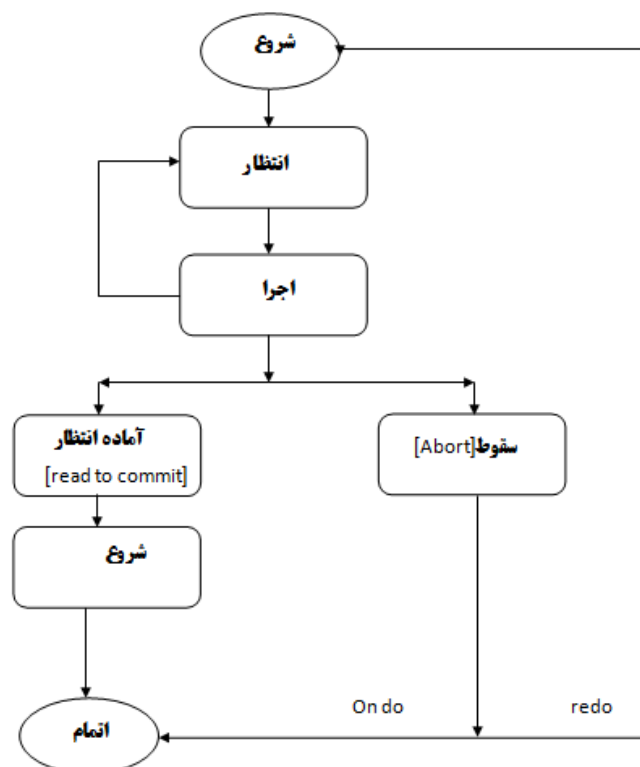 شروع
انتظار
اجرا
آماده انتظار
[read to commit]
سقوط[Abort]
شروع
On do
redo
اتمام